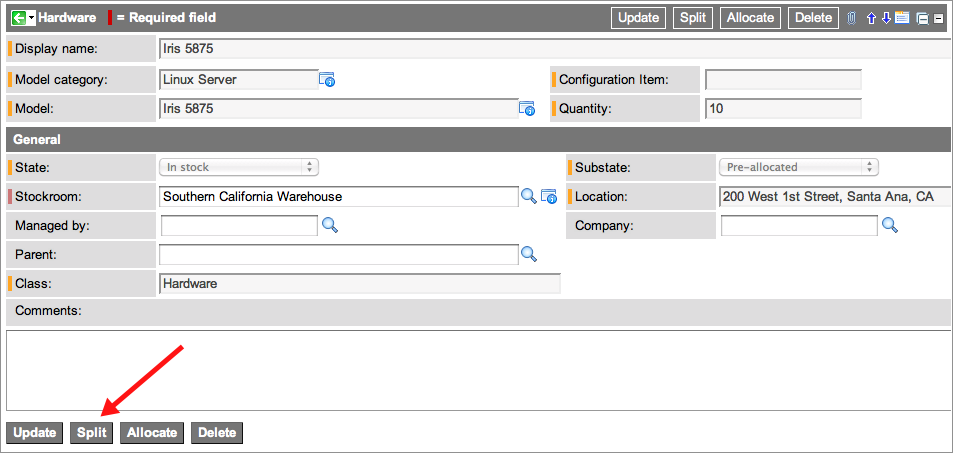 Hardware = Required field Update Split Allocate Delete
Display name: Iris 5875
Model category: Linux Server Configuration Item:
Model: Iris 5875 Quantity: 10
General
State: In stock Substate: Pre-allocated
Stockroom: Southern California Warehouse Location: 200 West 1st Street, Santa Ana, CA
Managed by: Company:
Parent:
Class: Hardware
Comments:
Update Split Allocate Delete